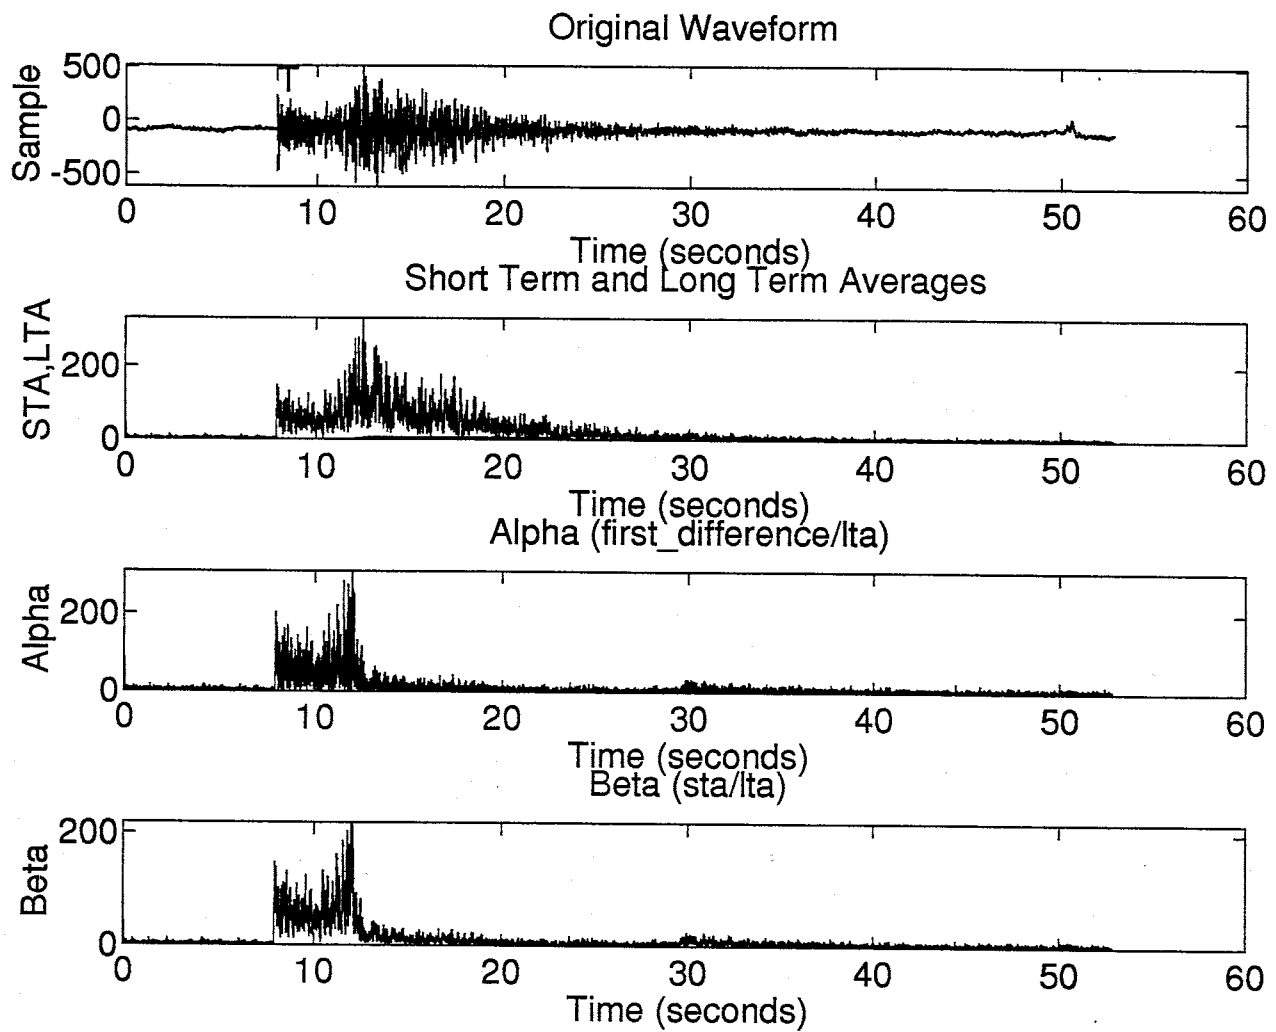 Original Waveform
500
0
-500
Sample
T
0 10 20 30 40 50 60
Time (seconds)
Short Term and Long Term Averages
200
0
STA,LTA
0 10 20 30 40 50 60
Time (seconds)
Alpha (first_difference/lta)
200
0
Alpha
0 10 20 30 40 50 60
Time (seconds)
Beta (sta/lta)
200
0
Beta
0 10 20 30 40 50 60
Time (seconds)